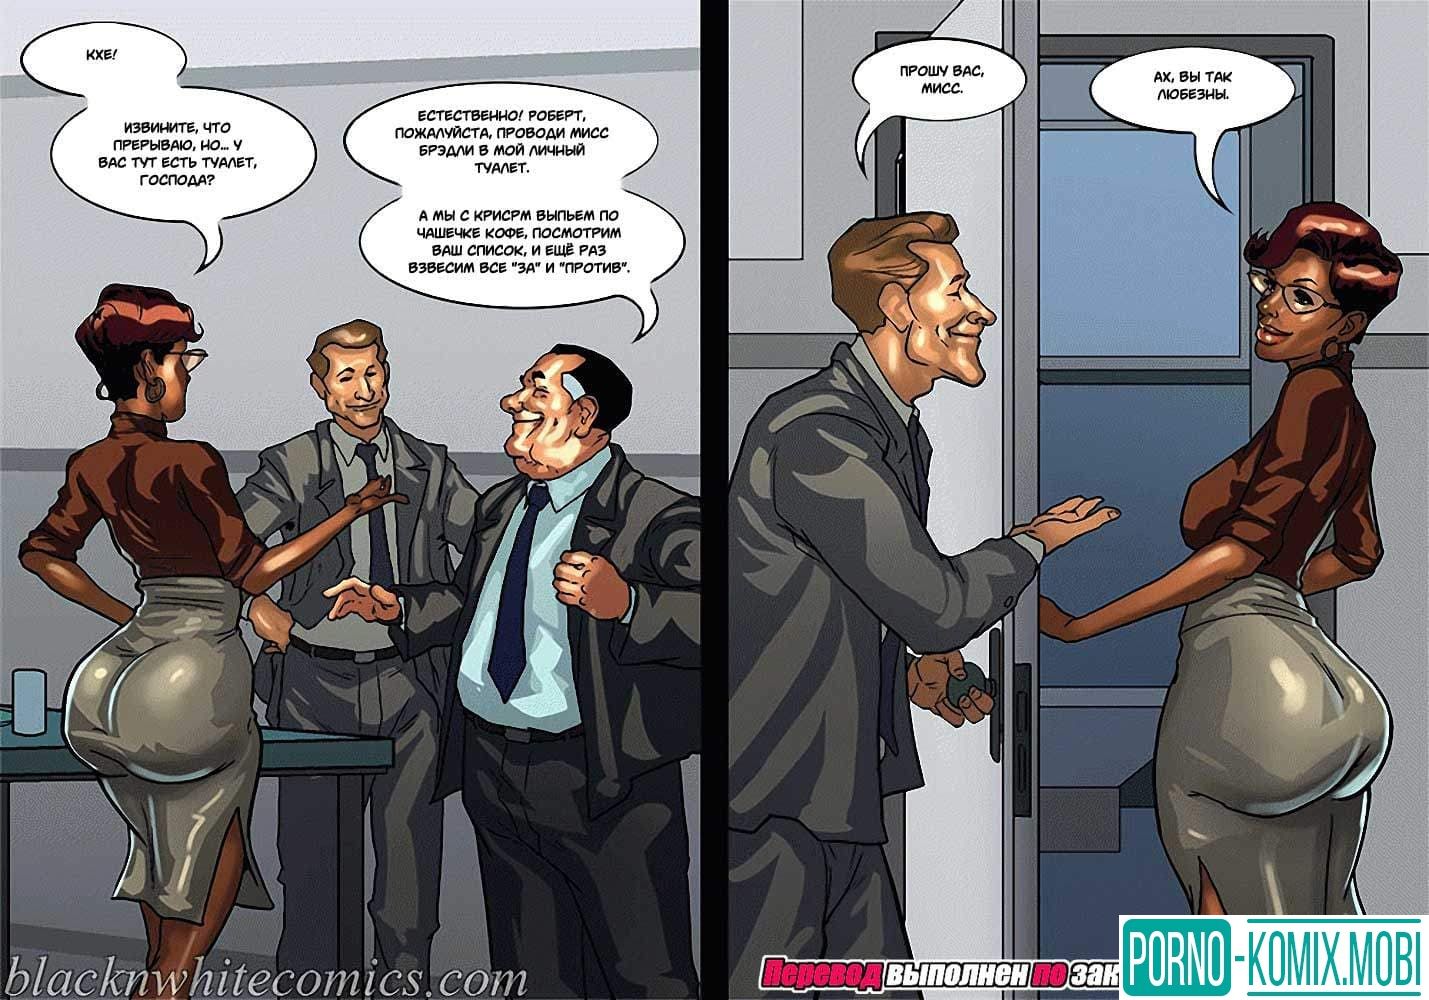 КХЕ!
ИЗВИНИТЕ, ЧТО
ПРЕРЫВАЮ, НО... У
ВАС ТУТ ЕСТЬ ТУАЛЕТ,
ГОСПОДА?
ЕСТЕСТВЕННО! РОБЕРТ,
ПОЖАЛУЙСТА, ПРОВОДИ МИСС
БРЭДЛИ В МОЙ ЛИЧНЫЙ
ТУАЛЕТ.
А МЫ С КРИСРМ ВЫПЬЕМ ПО
ЧАШЕЧКЕ КОФЕ, ПОСМОТРИМ
ВАШ СПИСОК, И ЕЩЁ РАЗ
ВЗВЕСИМ ВСЕ "ЗА" И "ПРОТИВ".
ПРОШУ ВАС,
МИСС.
АХ, ВЫ ТАК
ЛЮБЕЗНЫ.
blacknwhitecomics.com
Перевод выполнен по зак
PORNO-KOMIX.MOBI